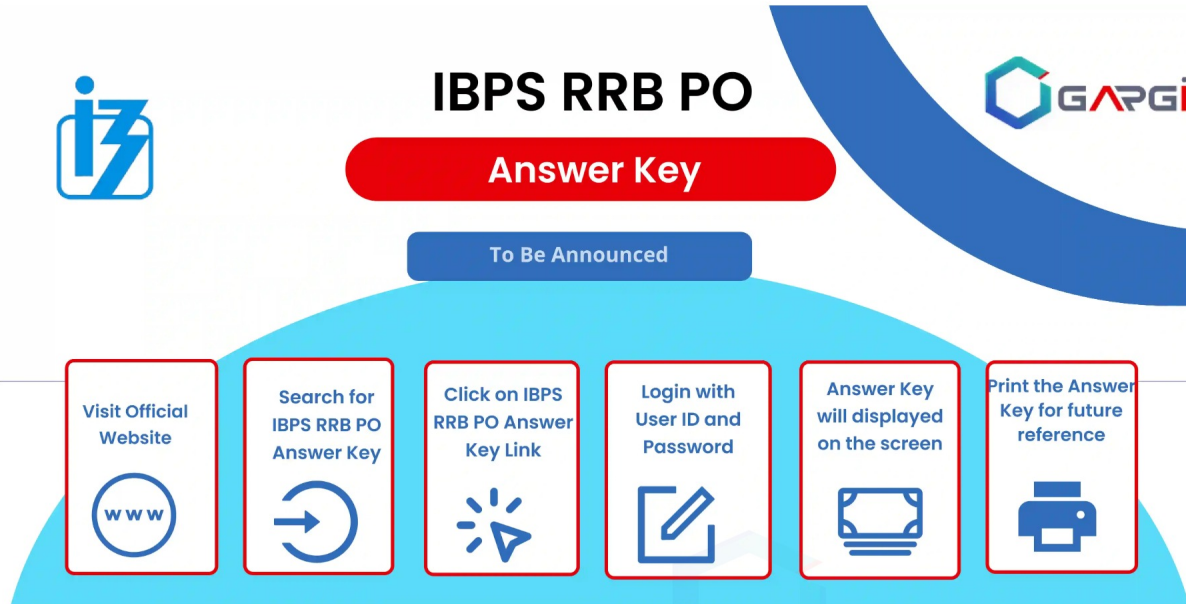 IBPS RRB PO
GARGI
Answer Key
To Be Announced
Visit Official
Website
www
Search for
IBPS RRB PO
Answer Key
Click on IBPS
RRB PO Answer
Key Link
Login with
User ID and
Password
Answer Key
will displayed
on the screen
Print the Answer
Key for future
reference